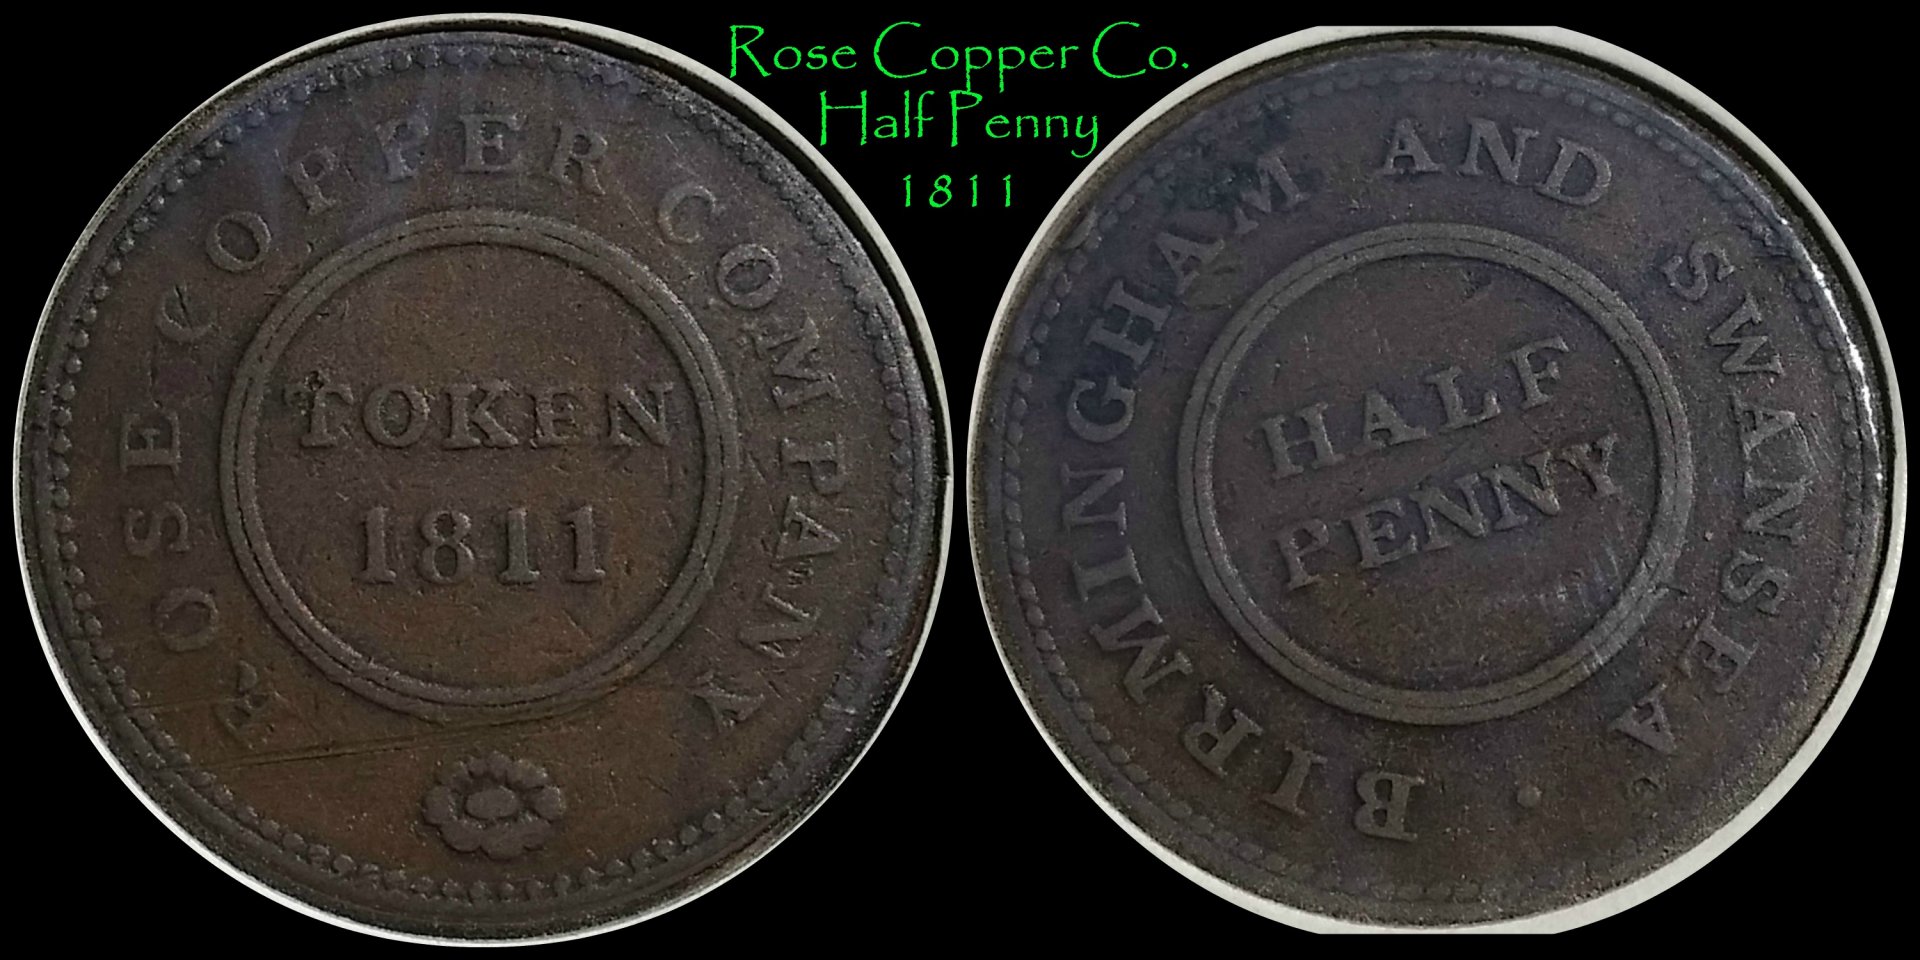 Rose Copper Co.
Half Penny
1811
ROSE COPPER COMPANY
TOKEN
1811
BIRMINGHAM AND SWANSEA
HALF
PENNY